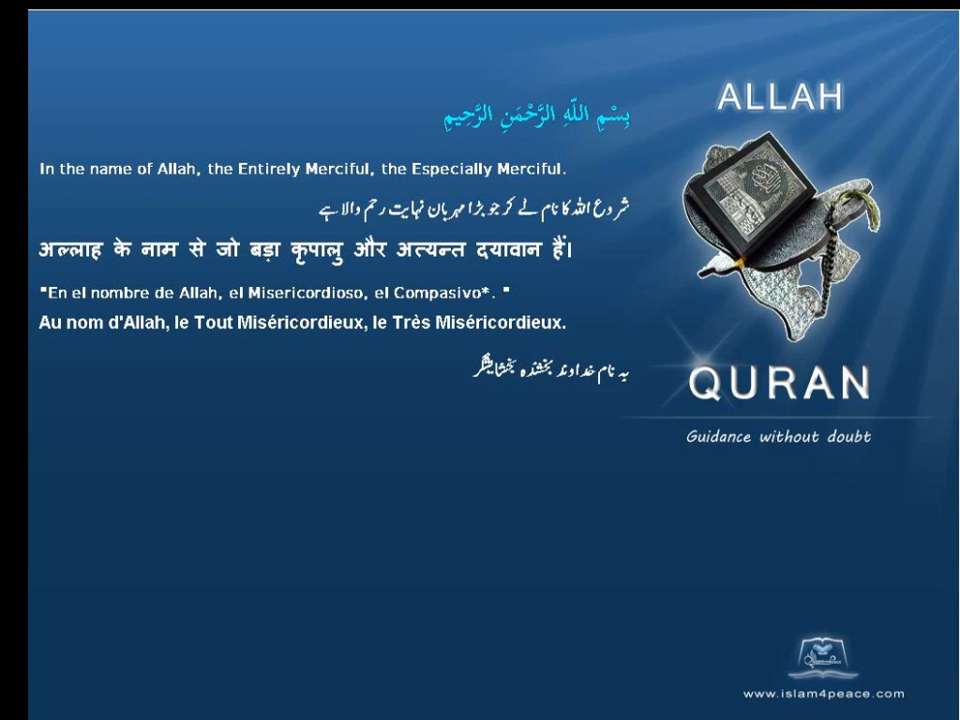 بِسْمِ اللَّهِ الرَّحْمَنِ الرَّحِيمِ
In the name of Allah, the Entirely Merciful, the Especially Merciful.
شروع اللہ کا نام لے کر جو بڑا مہربان نہایت رحم والا ہے
अल्लाह के नाम से जो बड़ा कृपालु और अत्यन्त दयावान हैं।
"En el nombre de Allah, el Misericordioso, el Compasivo*. "
Au nom d'Allah, le Tout Miséricordieux, le Très Miséricordieux.
به نام خداوند بخشنده بخشایشگر
ALLAH
QURAN
Guidance without doubt
www.islam4peace.com